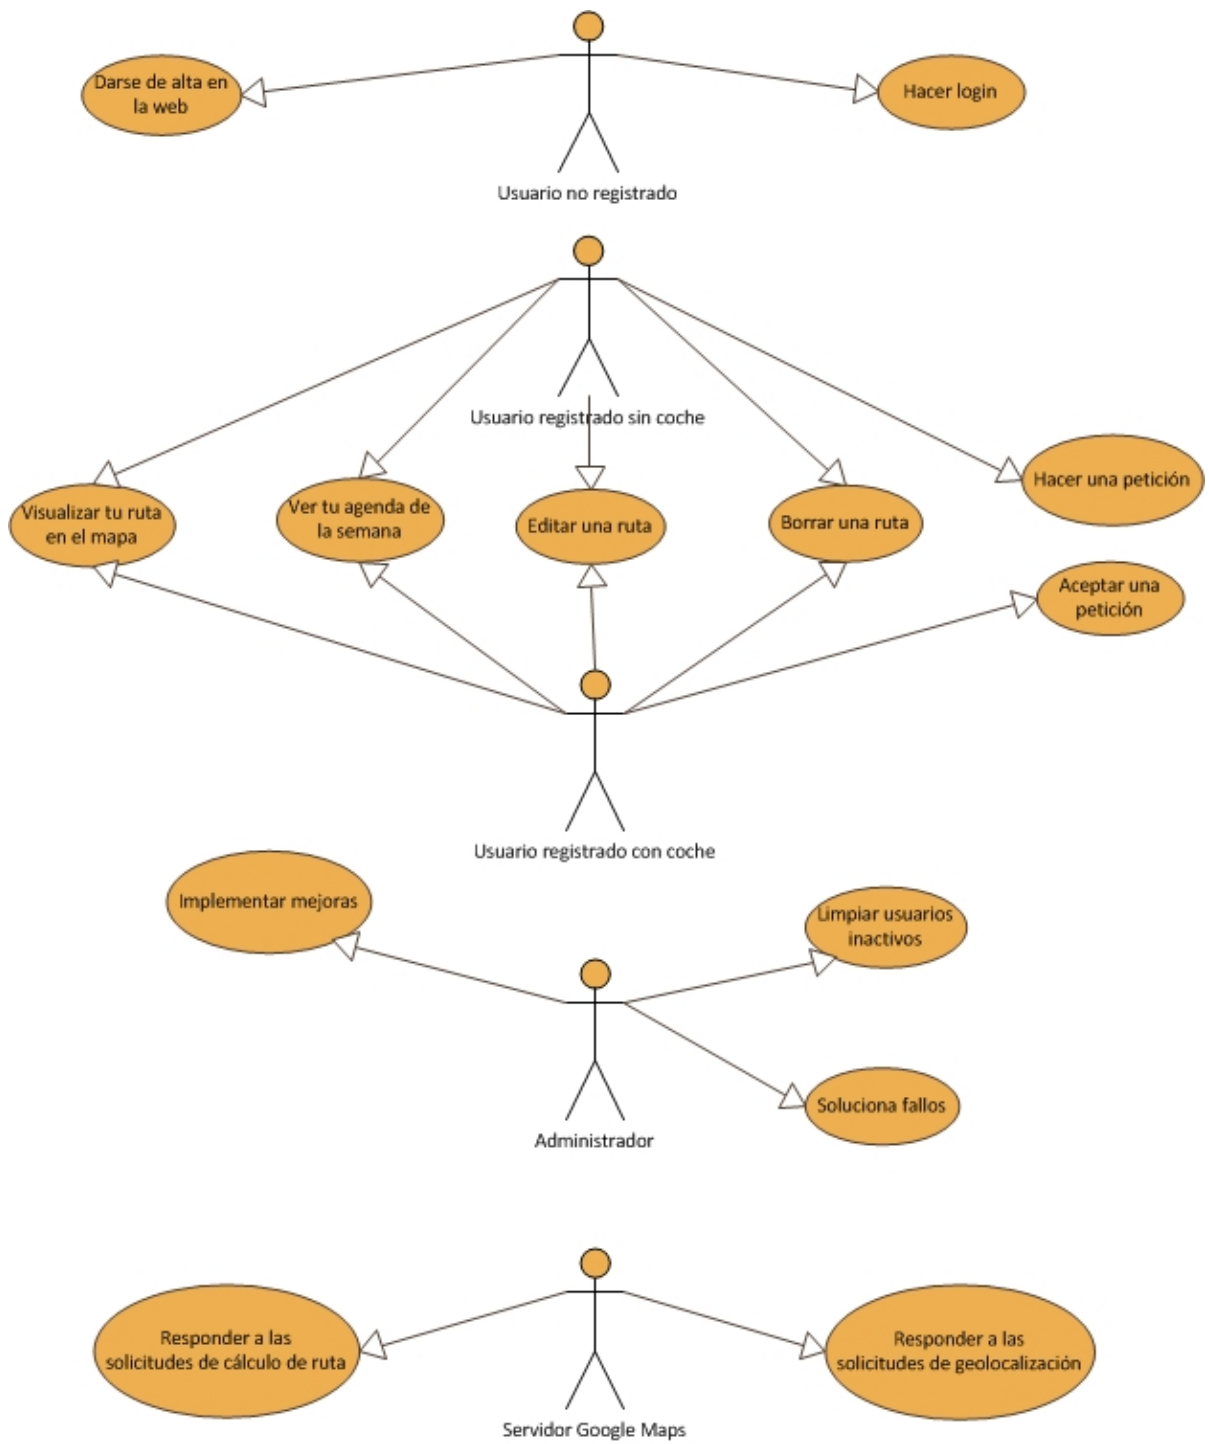 Darse de alta en
la web
Hacer login
Usuario no registrado
Usuario registrado sin coche
Visualizar tu ruta
en el mapa
Ver tu agenda de
la semana
Editar una ruta
Borrar una ruta
Hacer una petición
Aceptar una
petición
Usuario registrado con coche
Implementar mejoras
Limpiar usuarios
inactivos
Soluciona fallos
Administrador
Responder a las
solicitudes de cálculo de ruta
Responder a las
solicitudes de geolocalización
Servidor Google Maps